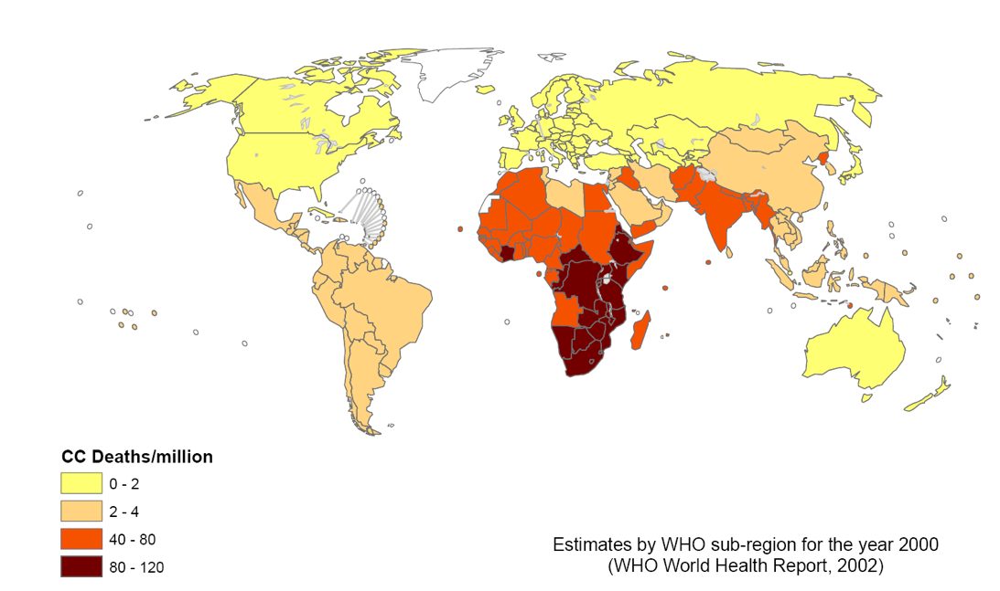 CC Deaths/million
0 - 2
2 - 4
40 - 80
80 - 120
Estimates by WHO sub-region for the year 2000
(WHO World Health Report, 2002)